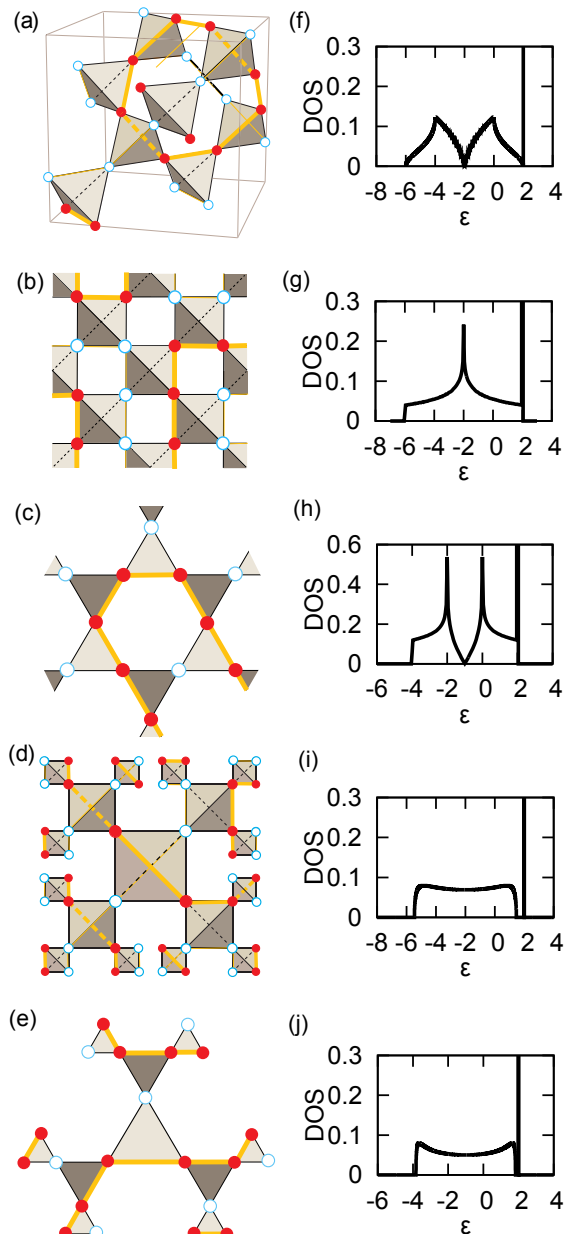 (a)
(f)
DOS
0.3
0.2
0.1
0
-8 -6 -4 -2 0 2 4
ε
(b)
(g)
DOS
0.3
0.2
0.1
0
-8 -6 -4 -2 0 2 4
ε
(c)
(h)
DOS
0.6
0.4
0.2
0
-6 -4 -2 0 2 4
ε
(d)
(i)
DOS
0.3
0.2
0.1
0
-8 -6 -4 -2 0 2 4
ε
(e)
(j)
DOS
0.3
0.2
0.1
0
-6 -4 -2 0 2 4
ε